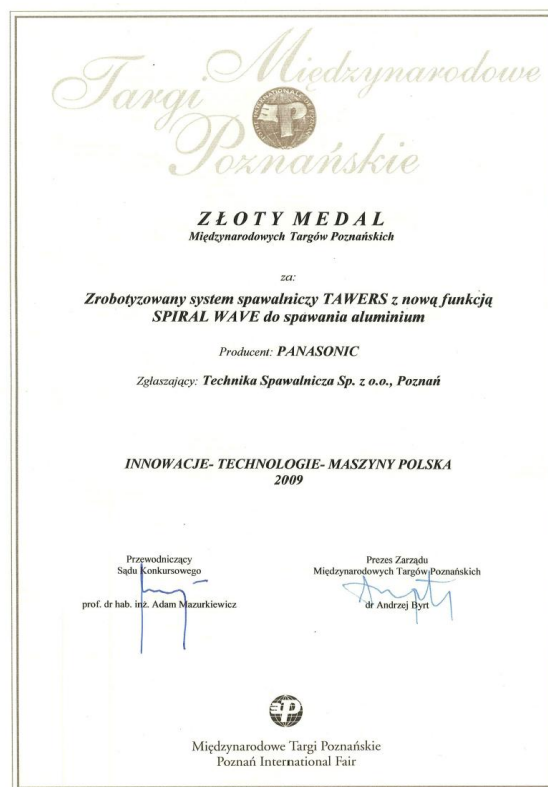 Międzynarodowe
Targi
Poznańskie
ZŁOTY MEDAL
Międzynarodowych Targów Poznańskich
za:
Zrobotyzowany system spawalniczy TAWERS z nową funkcją
SPIRAL WAVE do spawania aluminium
Producent: PANASONIC
Zgłaszający: Technika Spawalnicza Sp. z o.o., Poznań
INNOWACJE- TECHNOLOGIE- MASZYNY POLSKA
2009
Przewodniczący
Sądu Konkursowego
prof. dr hab. inż. Adam Mazurkiewicz
Prezes Zarządu
Międzynarodowych Targów Poznańskich
dr Andrzej Byrt
Międzynarodowe Targi Poznańskie
Poznań International Fair